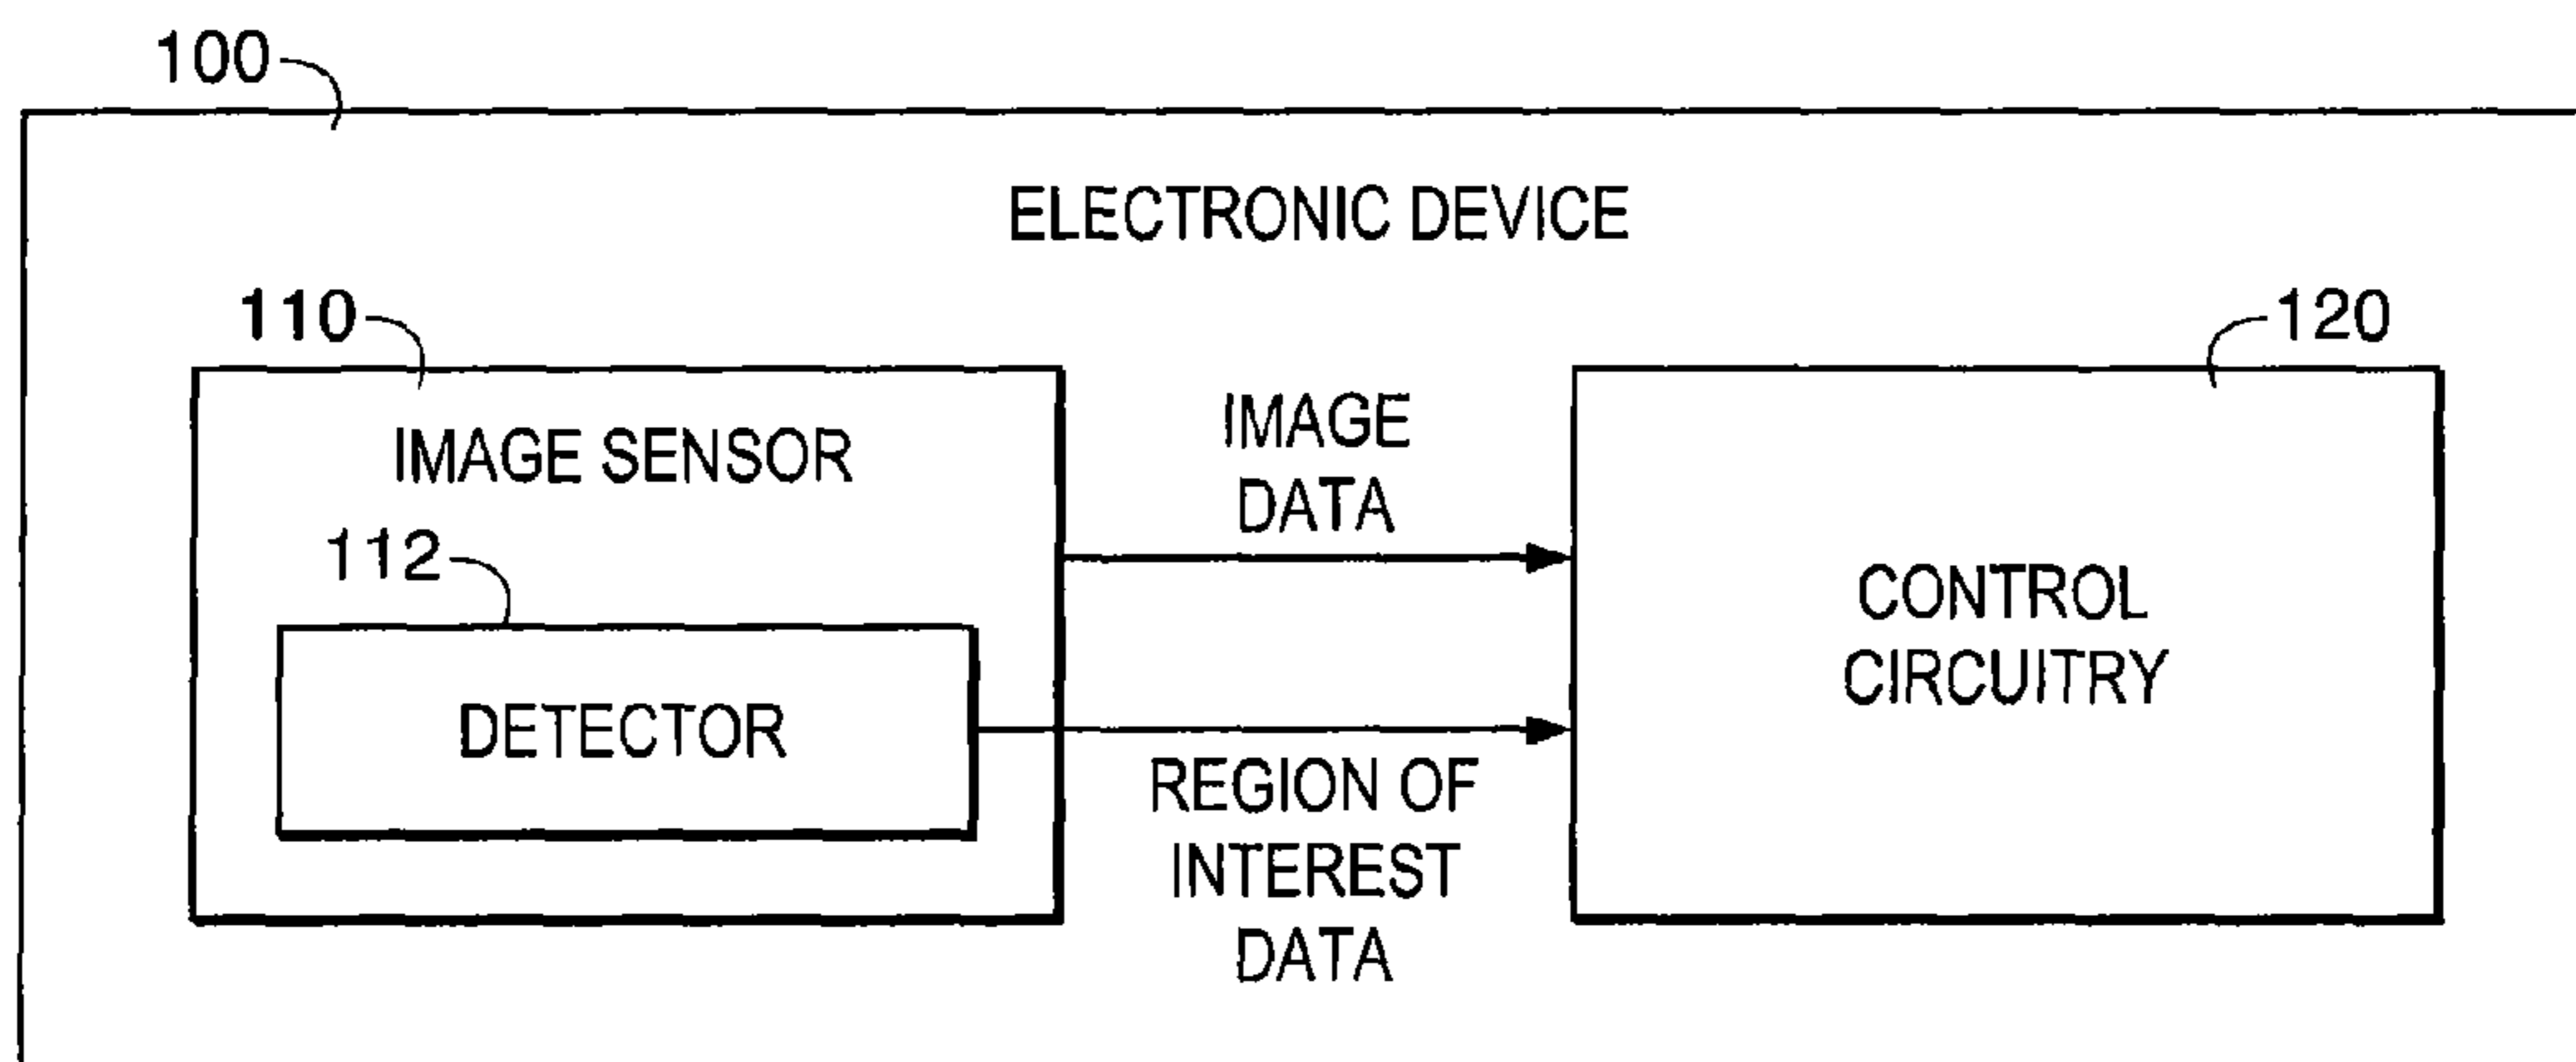 100
ELECTRONIC DEVICE
110
120
IMAGE SENSOR
IMAGE
DATA
112
DETECTOR
CONTROL
CIRCUITRY
REGION OF
INTEREST
DATA